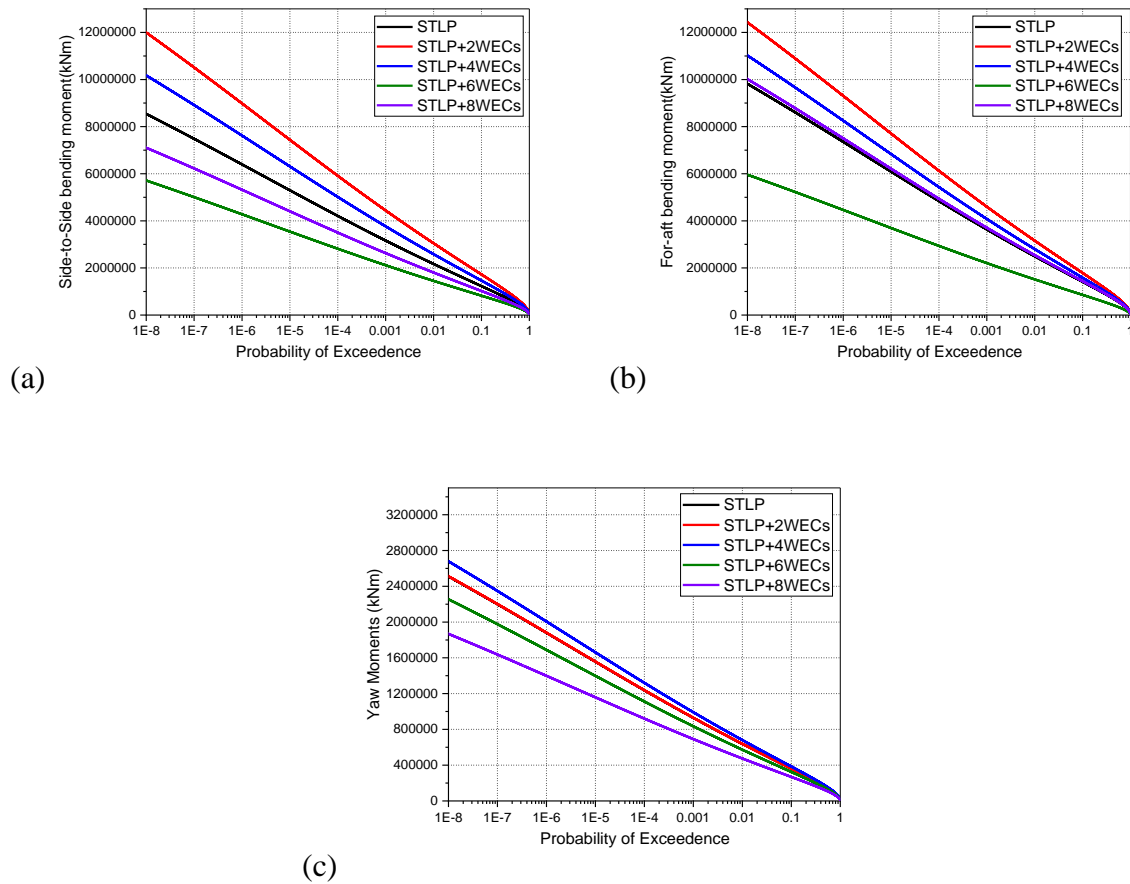 STLP
STLP+2WECs
STLP+4WECs
STLP+6WECs
STLP+8WECs
12000000
10000000
8000000
6000000
4000000
2000000
0
Side-to-Side bending moment(kNm)
1E-8 1E-7 1E-6 1E-5 1E-4 0.001 0.01 0.1 1
Probability of Exceedence
(a)
STLP
STLP+2WECs
STLP+4WECs
STLP+6WECs
STLP+8WECs
12000000
10000000
8000000
6000000
4000000
2000000
0
For-aft bending moment(kNm)
1E-8 1E-7 1E-6 1E-5 1E-4 0.001 0.01 0.1 1
Probability of Exceedence
(b)
STLP
STLP+2WECs
STLP+4WECs
STLP+6WECs
STLP+8WECs
3200000
2800000
2400000
2000000
1600000
1200000
800000
400000
0
Yaw Moments (kNm)
1E-8 1E-7 1E-6 1E-5 1E-4 0.001 0.01 0.1 1
Probability of Exceedence
(c)